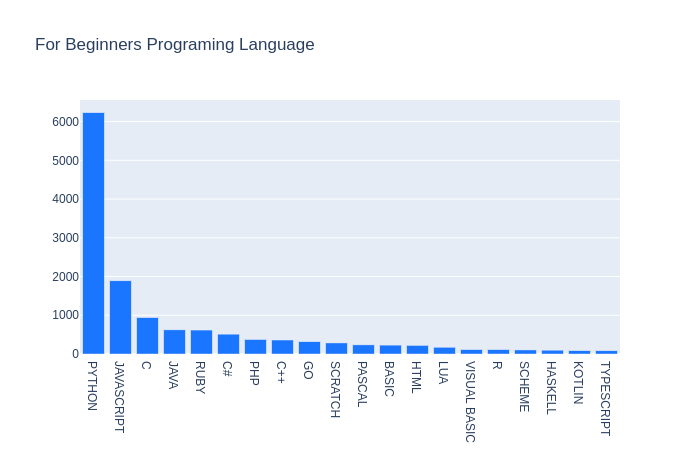 For Beginners Programing Language
6000
5000
4000
3000
2000
1000
0
PYTHON
JAVASCRIPT
C
JAVA
RUBY
C#
PHP
C++
GO
SCRATCH
PASCAL
BASIC
HTML
LUA
VISUAL BASIC
R
SCHEME
HASKELL
KOTLIN
TYPESCRIPT